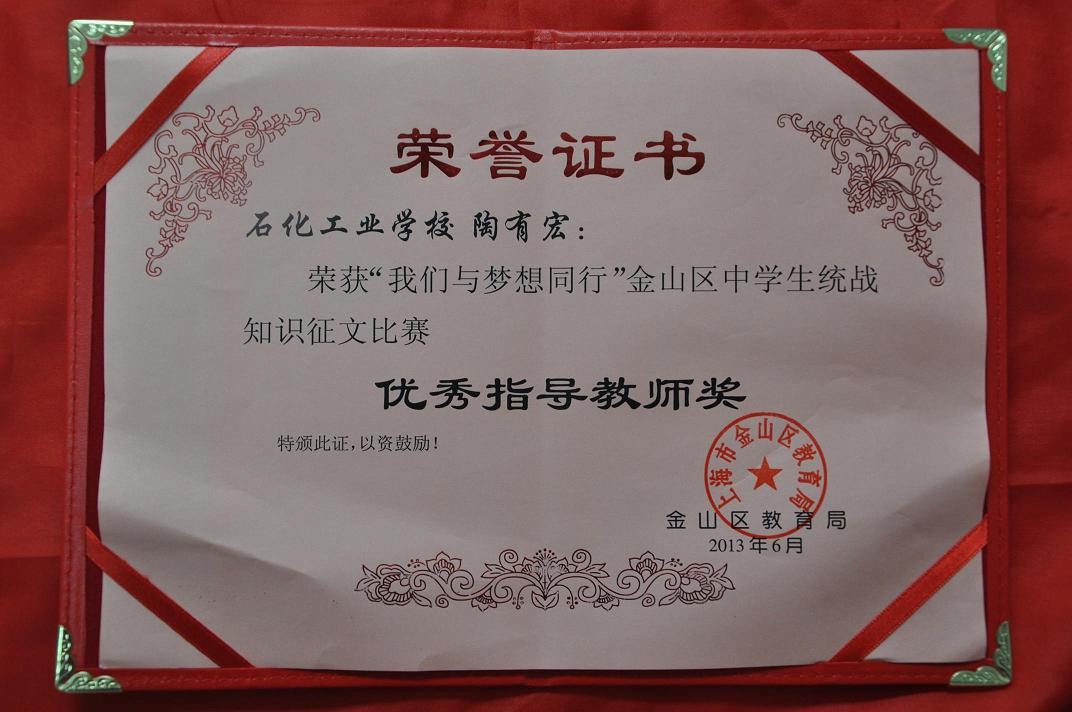 荣誉证书
石化工业学校 陶有宏：
荣获“我们与梦想同行”金山区中学生统战
知识征文比赛
优秀指导教师奖
特颁此证，以资鼓励！
上海市金山区教育局
金山区教育局
2013年6月